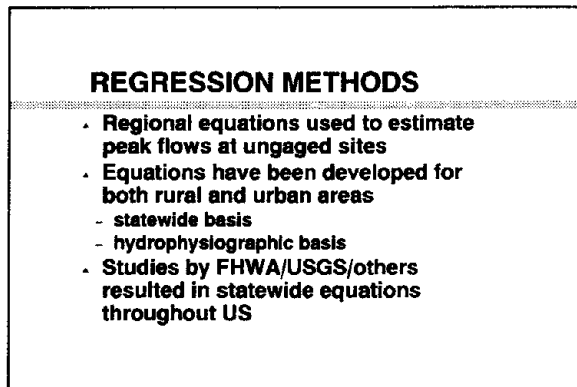 REGRESSION METHODS
▴ Regional equations used to estimate
peak flows at ungaged sites
▴ Equations have been developed for
both rural and urban areas
- statewide basis
- hydrophysiographic basis
▴ Studies by FHWA/USGS/others
resulted in statewide equations
throughout US